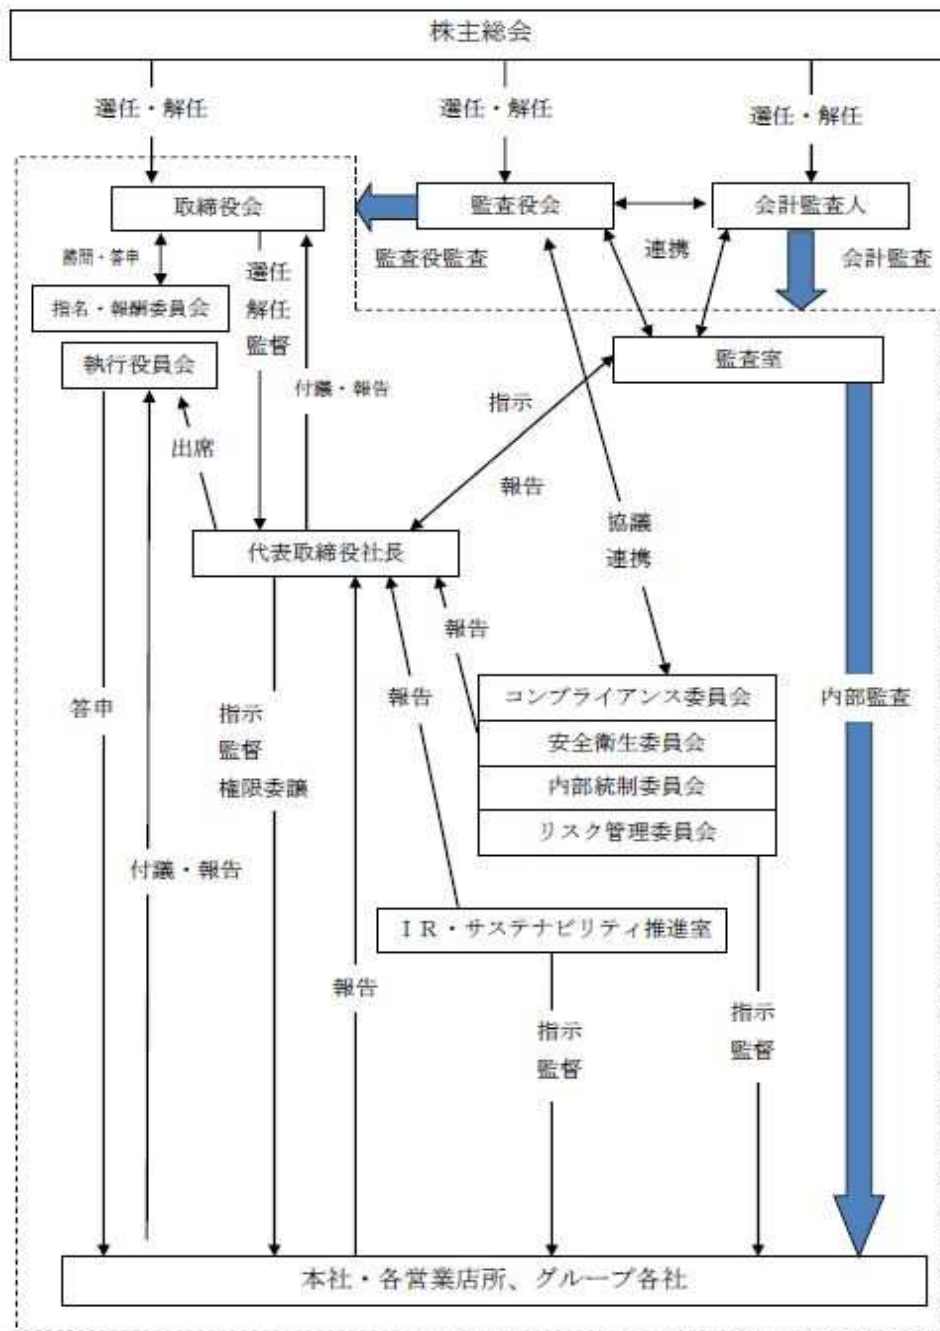 株主総会
選任・解任
選任・解任
選任・解任
取締役会
監査役会
会計監査人
諮問・答申
選任
解任
監督
監査役監査
連携
会計監査
指名・報酬委員会
執行役員会
監査室
付議・報告
指示
出席
報告
代表取締役社長
協議
連携
報告
報告
コンプライアンス委員会
安全衛生委員会
内部統制委員会
リスク管理委員会
内部監査
答申
指示
監督
権限委譲
付議・報告
ＩＲ・サステナビリティ推進室
報告
指示
監督
指示
監督
本社・各営業店所、グループ各社